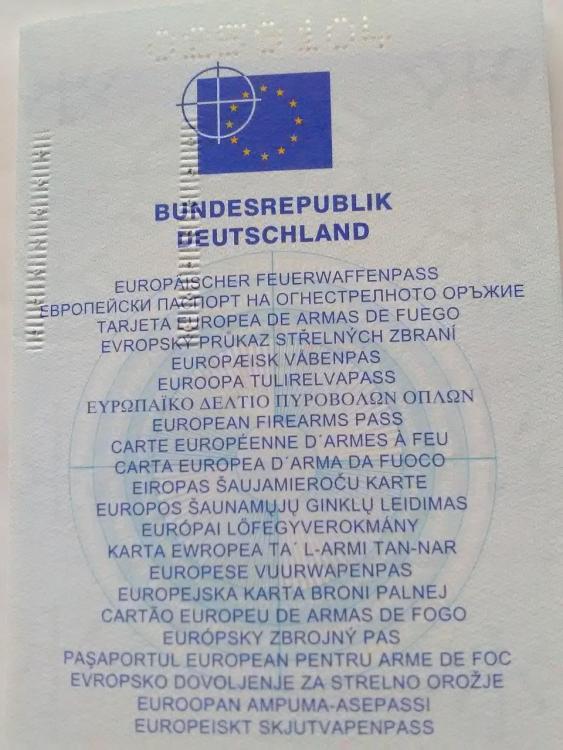 BUNDESREPUBLIK
DEUTSCHLAND
EUROPÄISCHER FEUERWAFFENPASS
ЕВРОПЕЙСКИ ПАСПОРТ НА ОГНЕСТРЕЛНОТО ОРЪЖИЕ
TARJETA EUROPEA DE ARMAS DE FUEGO
EVROPSKÝ PRŮKAZ STŘELNÝCH ZBRANÍ
EUROPÆISK VÅBENPAS
EUROOPA TULIRELVAPASS
ΕΥΡΩΠΑΪΚΟ ΔΕΛΤΙΟ ΠΥΡΟΒΟΛΩΝ ΟΠΛΩΝ
EUROPEAN FIREARMS PASS
CARTE EUROPÉENNE D´ARMES À FEU
CARTA EUROPEA D´ARMA DA FUOCO
EIROPAS ŠAUJAMIEROČU KARTE
EUROPOS ŠAUNAMŲJŲ GINKLŲ LEIDIMAS
EURÓPAI LŐFEGYVEROKMÁNY
KARTA EWROPEA TA´ L-ARMI TAN-NAR
EUROPESE VUURWAPENPAS
EUROPEJSKA KARTA BRONI PALNEJ
CARTÃO EUROPEU DE ARMAS DE FOGO
EURÓPSKY ZBROJNÝ PAS
PAŞAPORTUL EUROPEAN PENTRU ARME DE FOC
EVROPSKO DOVOLJENJE ZA STRELNO OROŽJE
EUROOPAN AMPUMA-ASEPASSI
EUROPEISKT SKJUTVAPENPASS